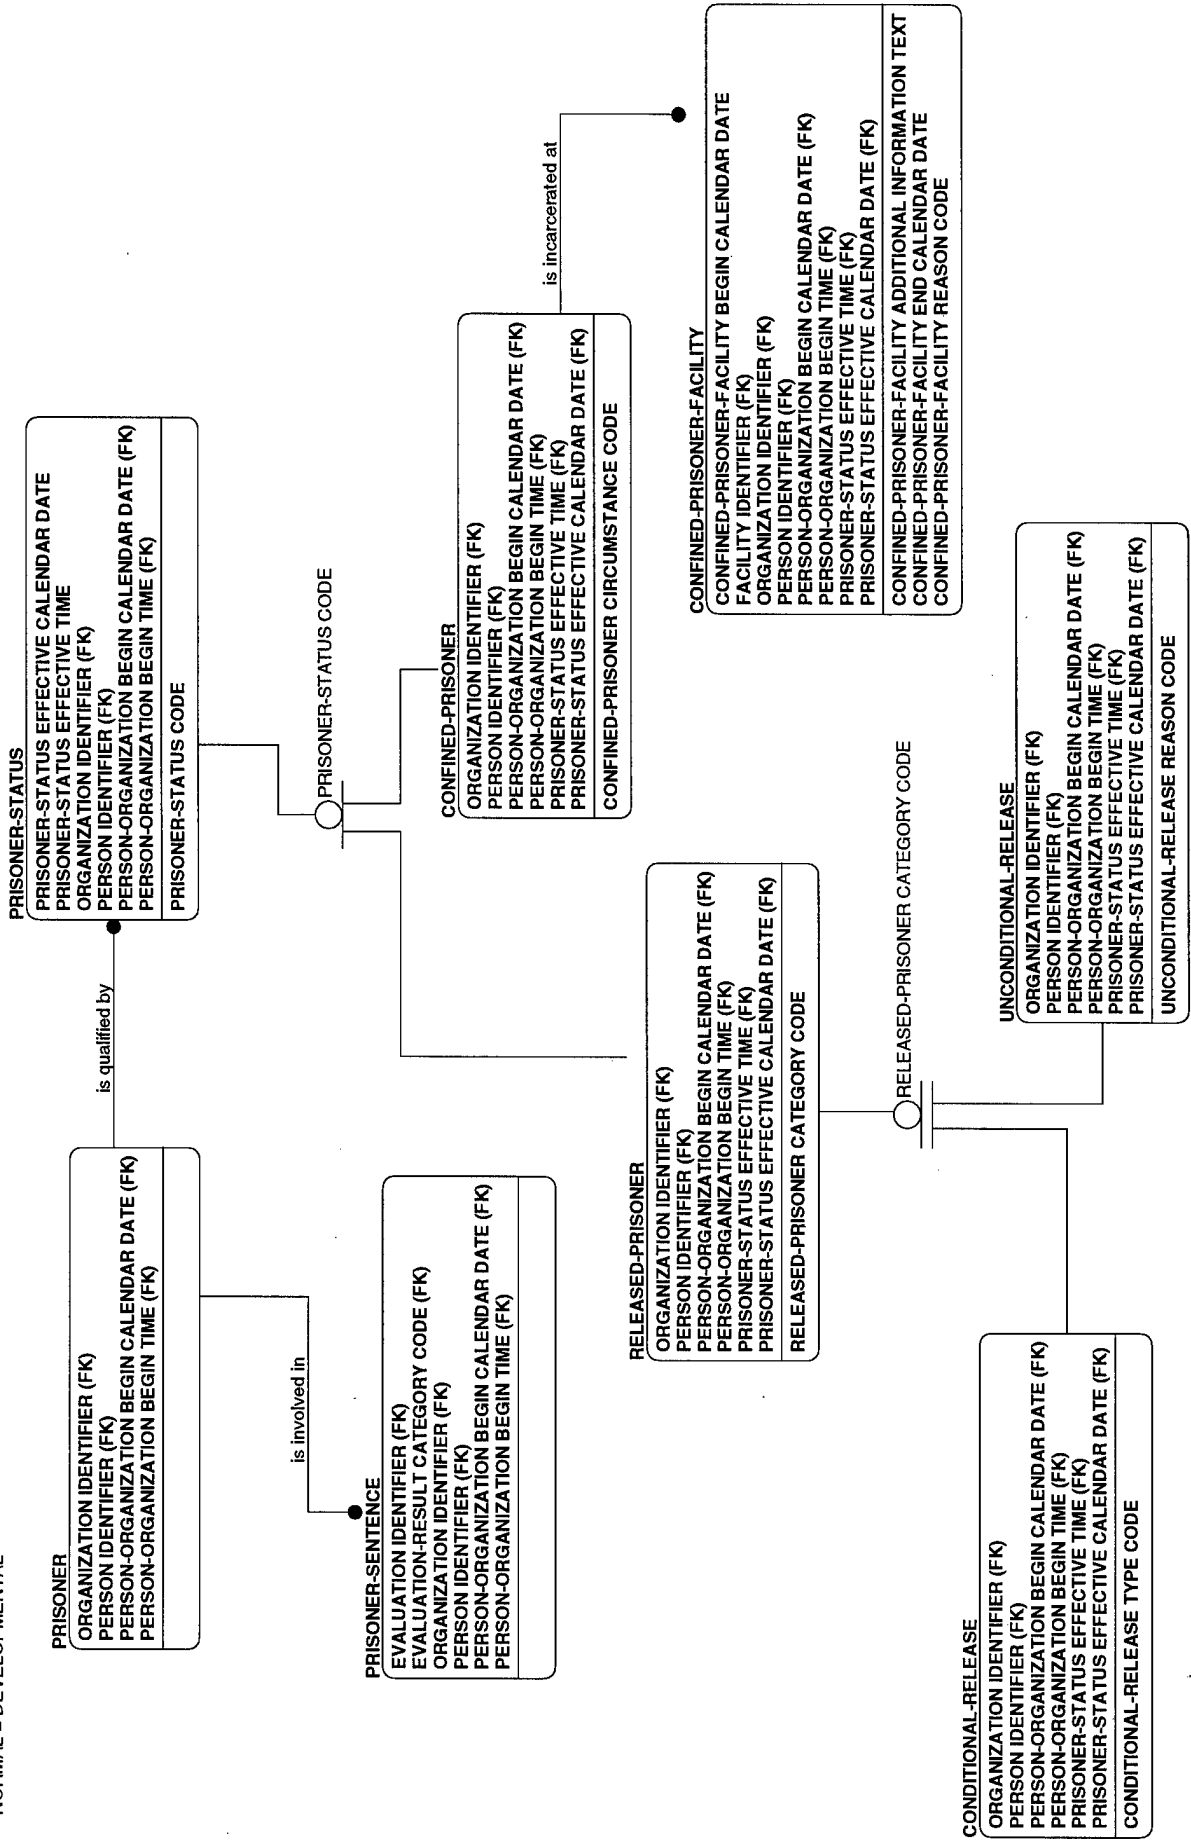 NORMAL = DEVELOPMENTAL
PRISONER
ORGANIZATION IDENTIFIER (FK)
PERSON IDENTIFIER (FK)
PERSON-ORGANIZATION BEGIN CALENDAR DATE (FK)
PERSON-ORGANIZATION BEGIN TIME (FK)
is qualified by
PRISONER-STATUS
PRISONER-STATUS EFFECTIVE CALENDAR DATE
PRISONER-STATUS EFFECTIVE TIME
ORGANIZATION IDENTIFIER (FK)
PERSON IDENTIFIER (FK)
PERSON-ORGANIZATION BEGIN CALENDAR DATE (FK)
PERSON-ORGANIZATION BEGIN TIME (FK)
PRISONER-STATUS CODE
is involved in
PRISONER-SENTENCE
EVALUATION IDENTIFIER (FK)
EVALUATION-RESULT CATEGORY CODE (FK)
ORGANIZATION IDENTIFIER (FK)
PERSON IDENTIFIER (FK)
PERSON-ORGANIZATION BEGIN CALENDAR DATE (FK)
PERSON-ORGANIZATION BEGIN TIME (FK)
PRISONER-STATUS CODE
CONFINED-PRISONER
ORGANIZATION IDENTIFIER (FK)
PERSON IDENTIFIER (FK)
PERSON-ORGANIZATION BEGIN CALENDAR DATE (FK)
PERSON-ORGANIZATION BEGIN TIME (FK)
PRISONER-STATUS EFFECTIVE TIME (FK)
PRISONER-STATUS EFFECTIVE CALENDAR DATE (FK)
CONFINED-PRISONER CIRCUMSTANCE CODE
is incarcerated at
RELEASED-PRISONER
ORGANIZATION IDENTIFIER (FK)
PERSON IDENTIFIER (FK)
PERSON-ORGANIZATION BEGIN CALENDAR DATE (FK)
PERSON-ORGANIZATION BEGIN TIME (FK)
PRISONER-STATUS EFFECTIVE TIME (FK)
PRISONER-STATUS EFFECTIVE CALENDAR DATE (FK)
RELEASED-PRISONER CATEGORY CODE
CONFINED-PRISONER-FACILITY
CONFINED-PRISONER-FACILITY BEGIN CALENDAR DATE
FACILITY IDENTIFIER (FK)
ORGANIZATION IDENTIFIER (FK)
PERSON IDENTIFIER (FK)
PERSON-ORGANIZATION BEGIN CALENDAR DATE (FK)
PERSON-ORGANIZATION BEGIN TIME (FK)
PRISONER-STATUS EFFECTIVE TIME (FK)
PRISONER-STATUS EFFECTIVE CALENDAR DATE (FK)
CONFINED-PRISONER-FACILITY ADDITIONAL INFORMATION TEXT
CONFINED-PRISONER-FACILITY END CALENDAR DATE
CONFINED-PRISONER-FACILITY REASON CODE
RELEASED-PRISONER CATEGORY CODE
CONDITIONAL-RELEASE
ORGANIZATION IDENTIFIER (FK)
PERSON IDENTIFIER (FK)
PERSON-ORGANIZATION BEGIN CALENDAR DATE (FK)
PERSON-ORGANIZATION BEGIN TIME (FK)
PRISONER-STATUS EFFECTIVE TIME (FK)
PRISONER-STATUS EFFECTIVE CALENDAR DATE (FK)
CONDITIONAL-RELEASE TYPE CODE
UNCONDITIONAL-RELEASE
ORGANIZATION IDENTIFIER (FK)
PERSON IDENTIFIER (FK)
PERSON-ORGANIZATION BEGIN CALENDAR DATE (FK)
PERSON-ORGANIZATION BEGIN TIME (FK)
PRISONER-STATUS EFFECTIVE TIME (FK)
PRISONER-STATUS EFFECTIVE CALENDAR DATE (FK)
UNCONDITIONAL-RELEASE REASON CODE